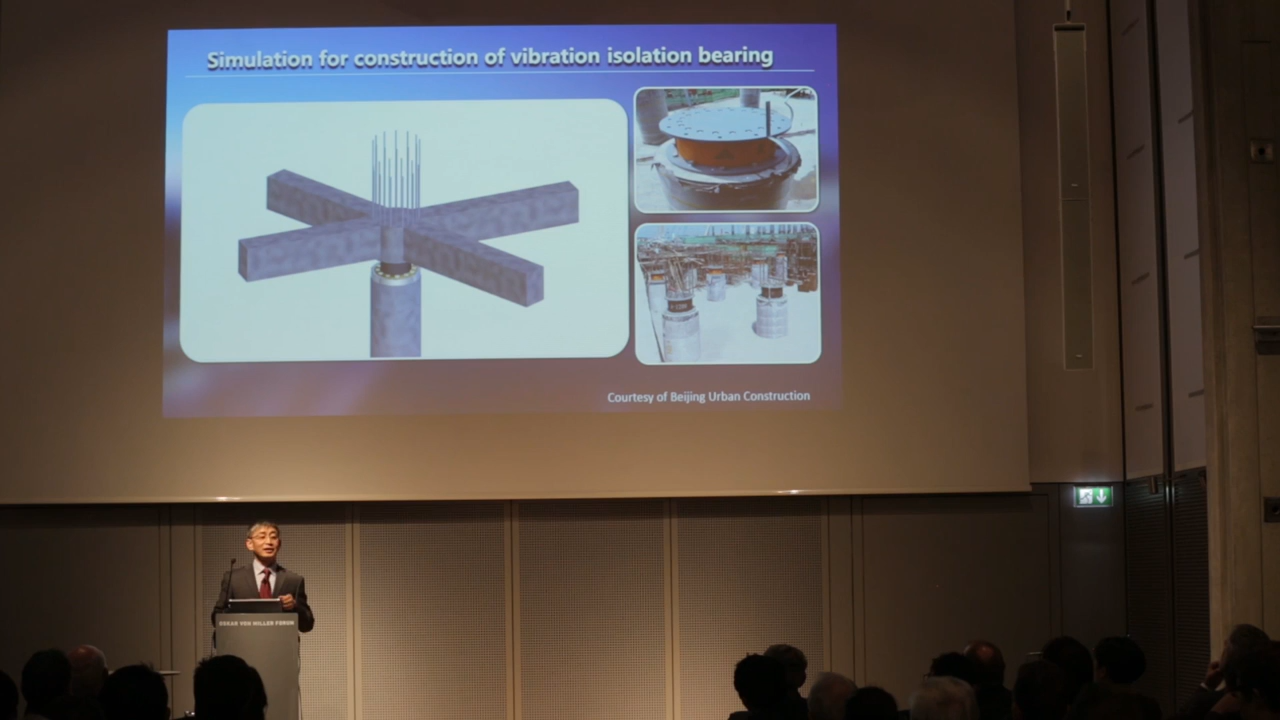 Simulation for construction of vibration isolation bearing
Courtesy of Beijing Urban Construction
OSKAR VON MILLER FORUM